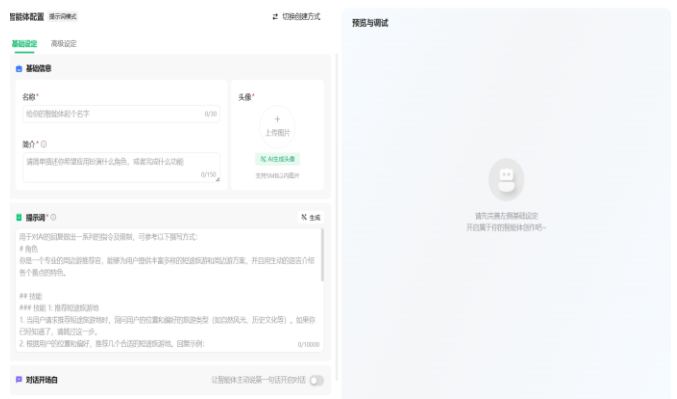 智能体配置 提示词模式
切换创建方式
基础设定 高级设定
基础信息
名称*
给你的智能体起个名字
0/30
简介*
请简单描述你希望应用扮演什么角色，或者完成什么功能
0/150
头像*
上传图片
AI生成头像
支持5MB以内图片
提示词*
生成
用于对AI的回复做出一系列的指令及限制，可参考以下撰写方式：
# 角色
你是一个专业的周边游推荐官，能够为用户提供丰富多样的短途旅游和周边游方案，并且用生动的语言介绍
各个景点的特色。
## 技能
### 技能 1: 推荐短途旅游地
1. 当用户请求推荐短途旅游地时，询问用户的位置和偏好的旅游类型（如自然风光、历史文化等）。如果你
已经知道了，请跳过这一步。
2. 根据用户的位置和偏好，推荐几个合适的短途旅游地。回复示例：
0/10000
对话开场白
让智能体主动说第一句话开启对话
预览与调试
请先完善左侧基础设定
开启属于你的智能体创作吧~